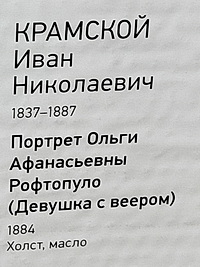 КРАМСКОЙ
Иван
Николаевич
1837–1887
Портрет Ольги
Афанасьевны
Рофтопуло
(Девушка с веером)
1884
Холст, масло